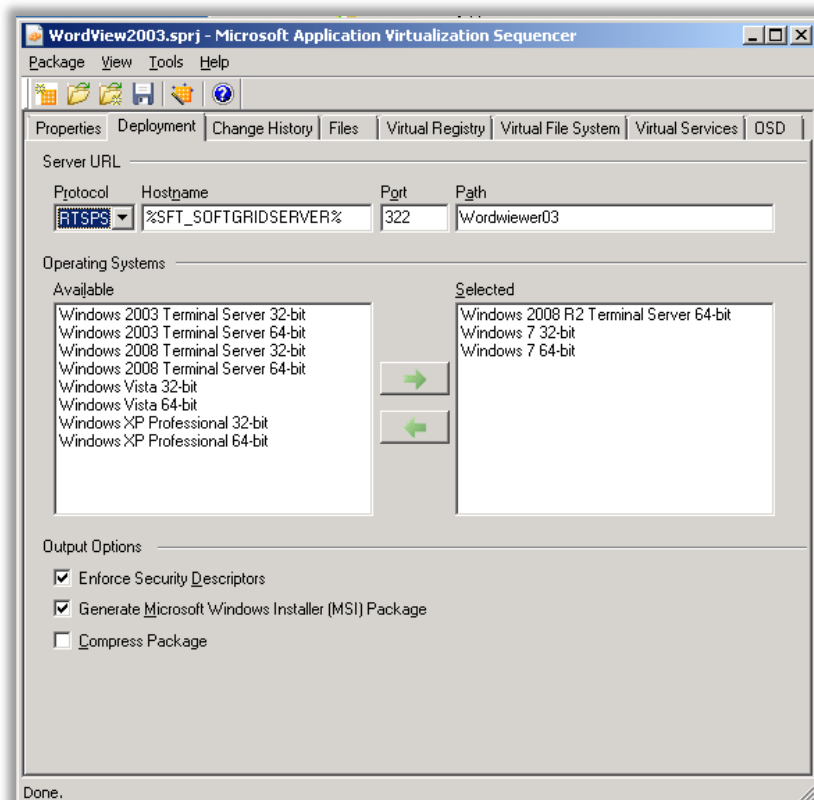 WordView2003.sprj - Microsoft Application Virtualization Sequencer
Package View Tools Help
Properties Deployment Change History Files Virtual Registry Virtual File System Virtual Services OSD
Server URL
Protocol Hostname Port Path
RTSPS %SFT_SOFTGRIDSERVER% 322 Wordwiewer03
Operating Systems
Available
Windows 2003 Terminal Server 32-bit
Windows 2003 Terminal Server 64-bit
Windows 2008 Terminal Server 32-bit
Windows 2008 Terminal Server 64-bit
Windows Vista 32-bit
Windows Vista 64-bit
Windows XP Professional 32-bit
Windows XP Professional 64-bit
Selected
Windows 2008 R2 Terminal Server 64-bit
Windows 7 32-bit
Windows 7 64-bit
Output Options
Enforce Security Descriptors
Generate Microsoft Windows Installer (MSI) Package
Compress Package
Done.